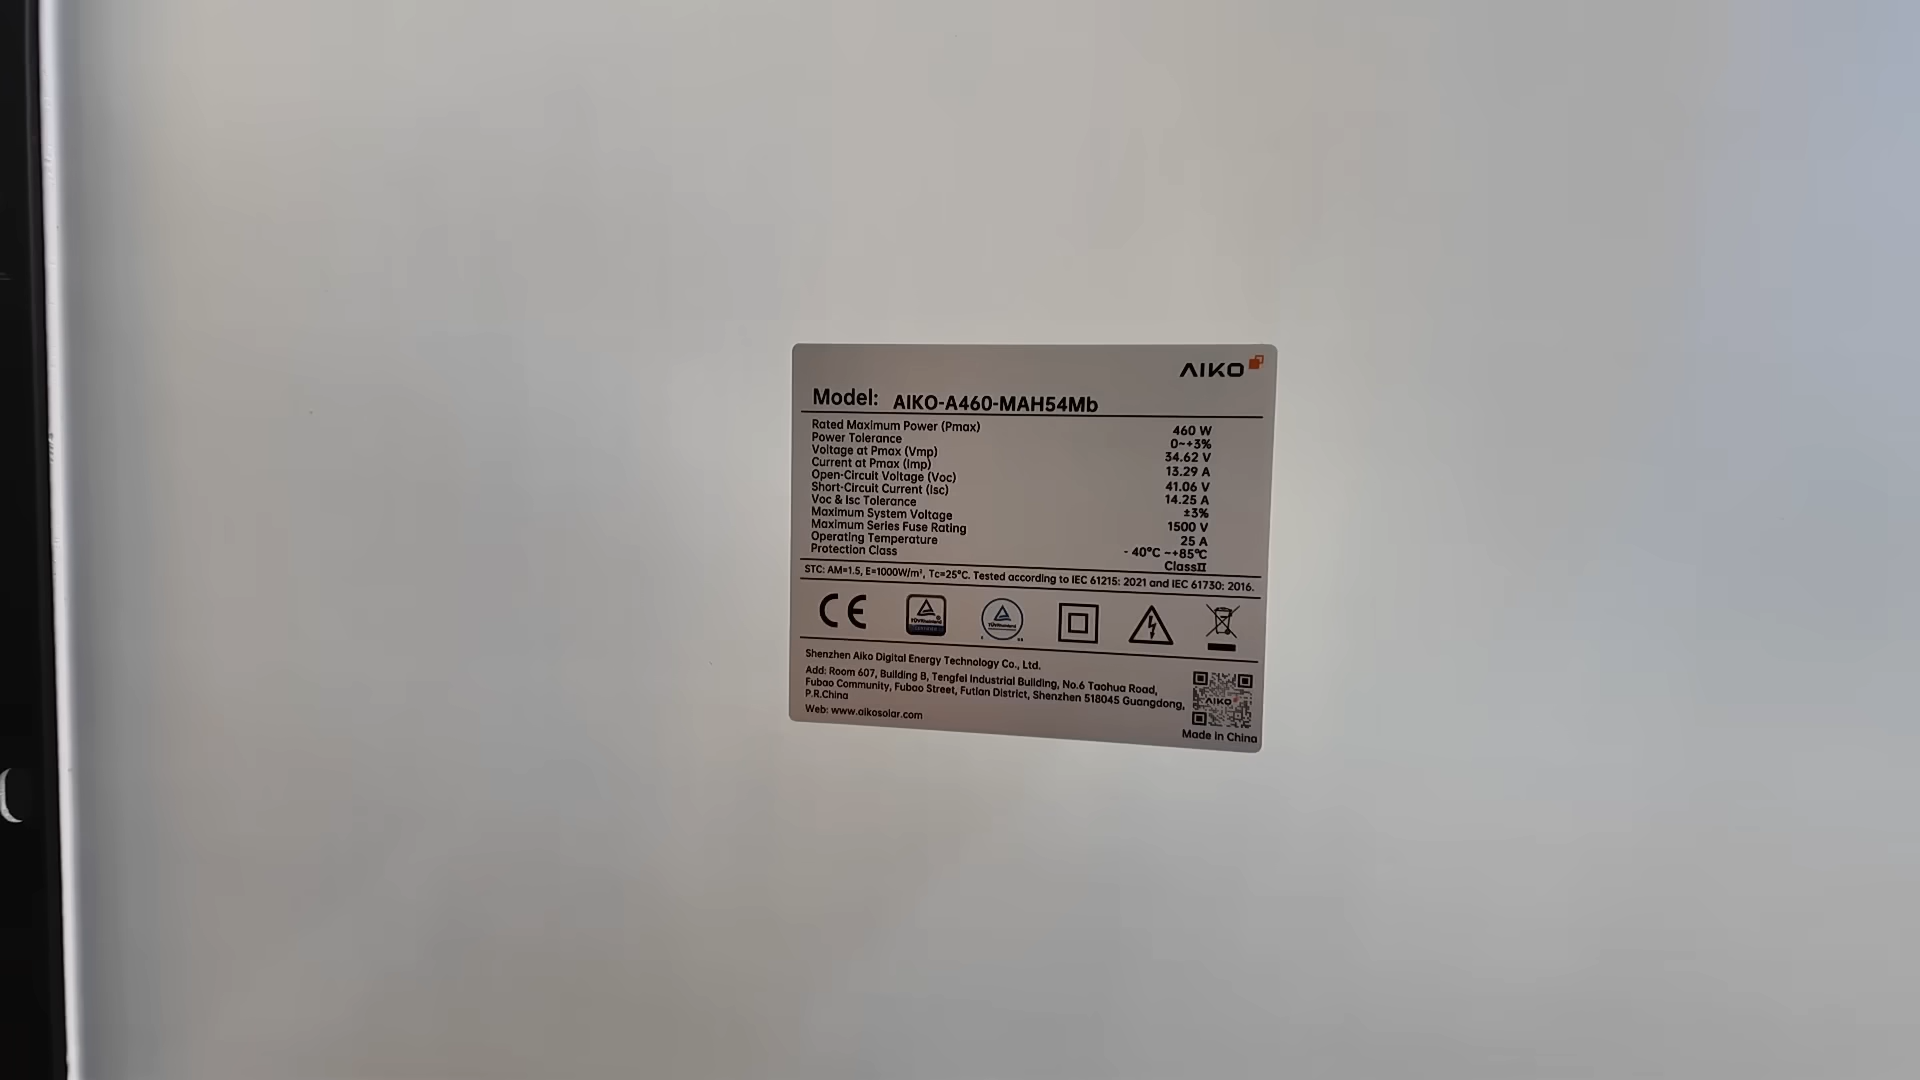 AIKO
Model: AIKO-A460-MAH54Mb
Rated Maximum Power (Pmax) 460 W
Power Tolerance 0~+3%
Voltage at Pmax (Vmp) 34.62 V
Current at Pmax (Imp) 13.29 A
Open-Circuit Voltage (Voc) 41.06 V
Short-Circuit Current (Isc) 14.25 A
Voc & Isc Tolerance ±3%
Maximum System Voltage 1500 V
Maximum Series Fuse Rating 25 A
Operating Temperature - 40°C ~+85°C
Protection Class ClassⅡ
STC: AM=1.5, E=1000W/m², Tc=25°C. Tested according to IEC 61215: 2021 and IEC 61730: 2016.
CE
TÜVRheinland
TÜVRheinland
Shenzhen Aiko Digital Energy Technology Co., Ltd.
Add: Room 607, Building B, Tengfei Industrial Building, No.6 Taohua Road,
Fubao Community, Fubao Street, Futian District, Shenzhen 518045 Guangdong,
P.R.China
Web: www.aikosolar.com
AIKO
Made in China